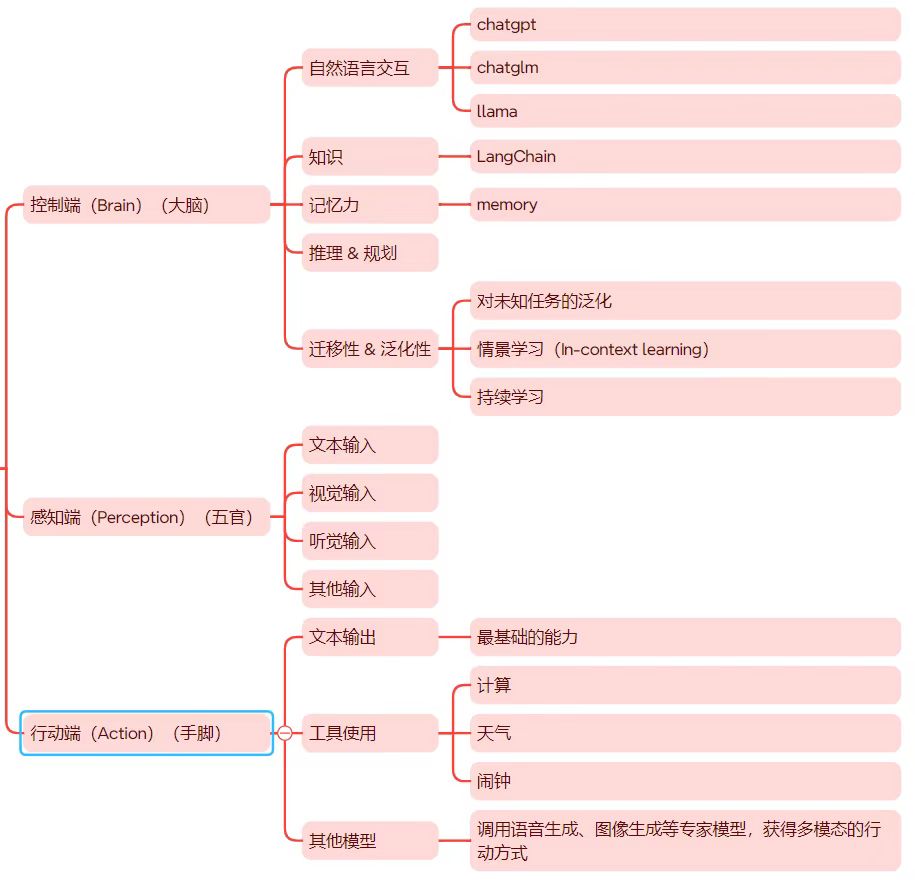 控制端（Brain）（大脑）
自然语言交互
chatgpt
chatglm
llama
知识
LangChain
记忆力
memory
推理 & 规划
迁移性 & 泛化性
对未知任务的泛化
情景学习（In-context learning）
持续学习
感知端（Perception）（五官）
文本输入
视觉输入
听觉输入
其他输入
行动端（Action）（手脚）
文本输出
最基础的能力
工具使用
计算
天气
闹钟
其他模型
调用语音生成、图像生成等专家模型，获得多模态的行
动方式